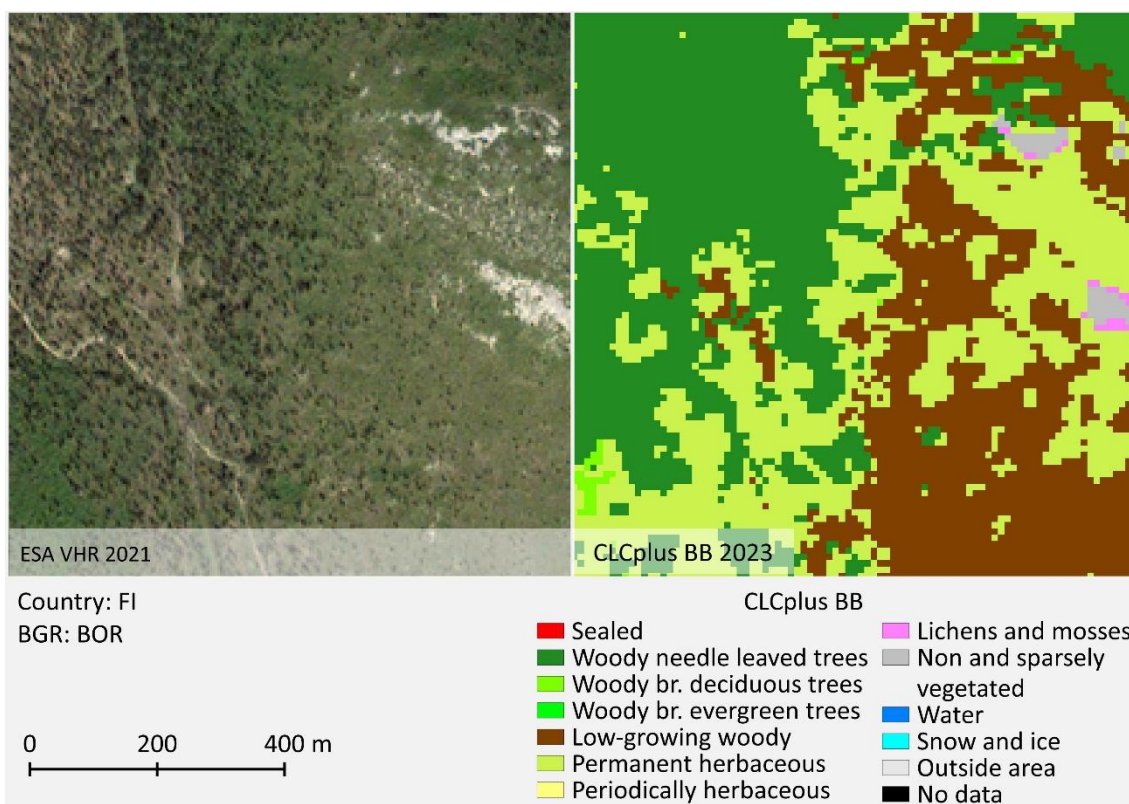 ESA VHR 2021
CLCplus BB 2023
Country: FI
BGR: BOR
0 200 400 m
CLCplus BB
Sealed
Woody needle leaved trees
Woody br. deciduous trees
Woody br. evergreen trees
Low-growing woody
Permanent herbaceous
Periodically herbaceous
Lichens and mosses
Non and sparsely
vegetated
Water
Snow and ice
Outside area
No data